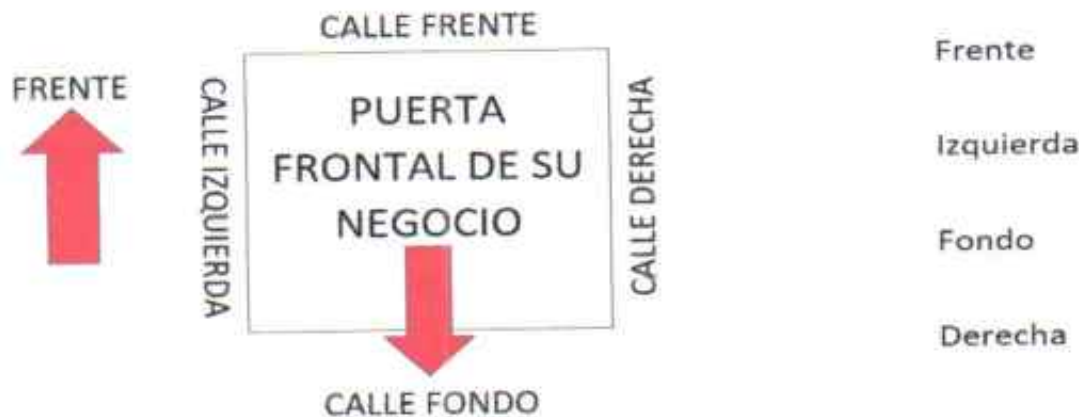 CALLE FRENTE
FRENTE
CALLE IZQUIERDA
PUERTA
FRONTAL DE SU
NEGOCIO
CALLE DERECHA
CALLE FONDO
Frente
Izquierda
Fondo
Derecha